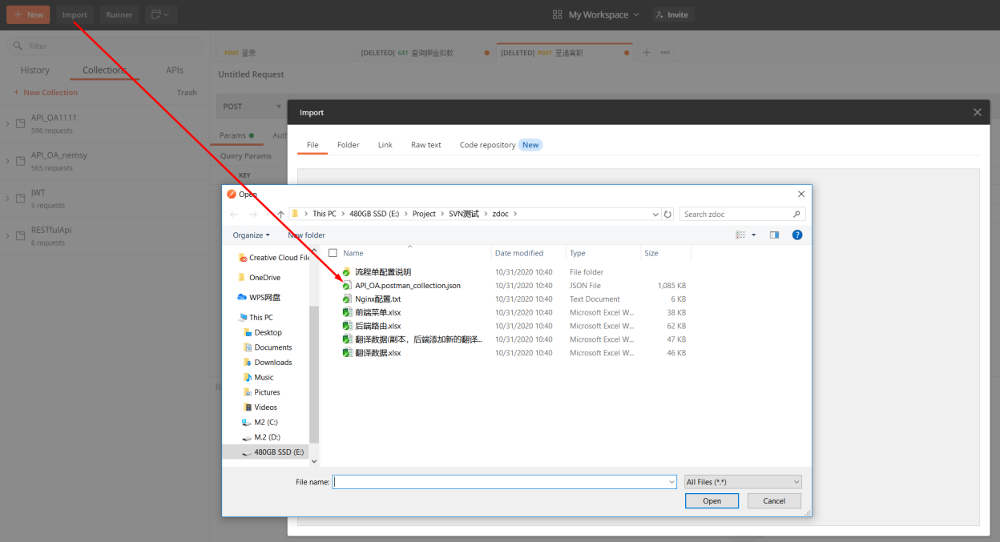 New Import Runner My Workspace Invite
Filter
POST 登录 [DELETED] GET 查询押金扣款 [DELETED] POST 呈递离职
History Collections APIs
Untitled Request
+ New Collection Trash
POST
Import
API_OA1111
596 requests
Params Auth
File Folder Link Raw text Code repository New
API_OA_nemsy
565 requests
Query Params
KEY
JWT
5 requests
RESTfulApi
6 requests
Open
This PC > 480GB SSD (E:) > Project > SVN测试 > zdoc >
Search zdoc
Organize New folder
Creative Cloud File
OneDrive
WPS网盘
This PC
Desktop
Documents
Downloads
Music
Pictures
Videos
M2 (C:)
M.2 (D:)
480GB SSD (E:)
Name Date modified Type Size
流程单配置说明 10/31/2020 10:40 File folder
API_OA.postman_collection.json 10/31/2020 10:40 JSON File 1,085 KB
Nginx配置.txt 10/31/2020 10:40 Text Document 6 KB
前端菜单.xlsx 10/31/2020 10:40 Microsoft Excel W... 38 KB
后端路由.xlsx 10/31/2020 10:40 Microsoft Excel W... 62 KB
翻译数据(副本，后端添加新的翻译... 10/31/2020 10:40 Microsoft Excel W... 47 KB
翻译数据.xlsx 10/31/2020 10:40 Microsoft Excel W... 46 KB
File name: All Files (*.*)
Open Cancel